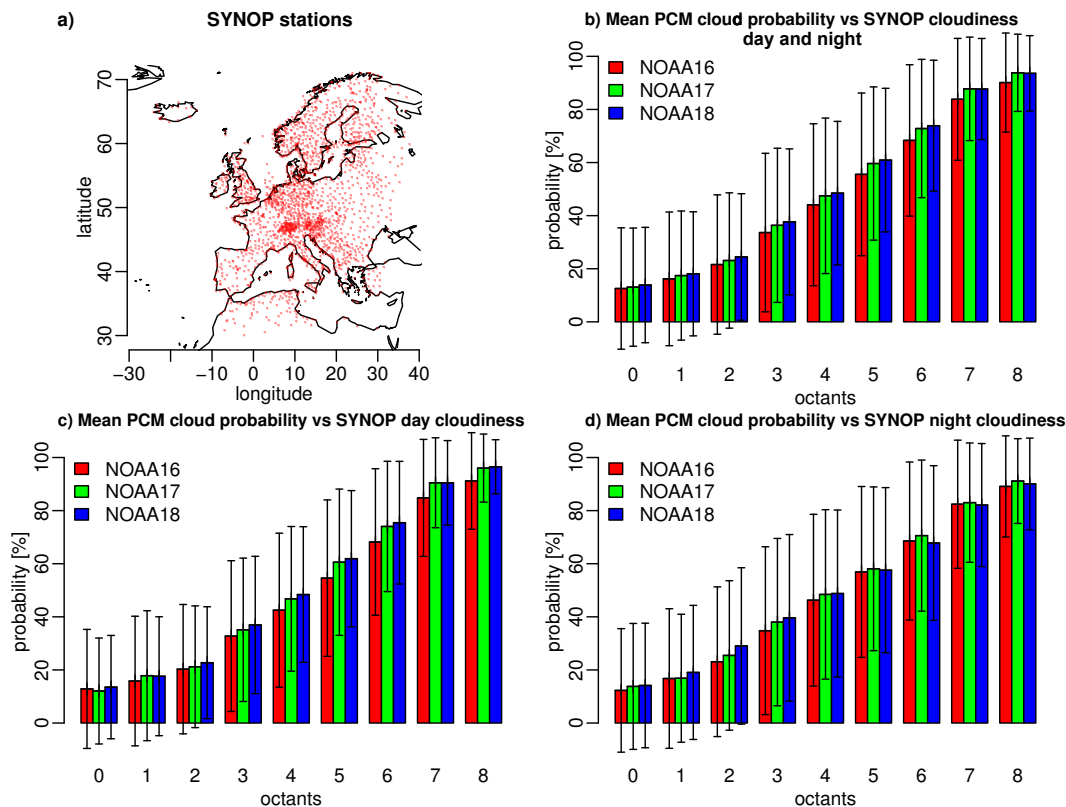 a) SYNOP stations
latitude
70
60
50
40
30
−30 −10 0 10 20 30 40
longitude
b) Mean PCM cloud probability vs SYNOP cloudiness
day and night
NOAA16
NOAA17
NOAA18
probability [%]
100
80
60
40
20
0
0 1 2 3 4 5 6 7 8
octants
c) Mean PCM cloud probability vs SYNOP day cloudiness
NOAA16
NOAA17
NOAA18
probability [%]
100
80
60
40
20
0
0 1 2 3 4 5 6 7 8
octants
d) Mean PCM cloud probability vs SYNOP night cloudiness
NOAA16
NOAA17
NOAA18
probability [%]
100
80
60
40
20
0
0 1 2 3 4 5 6 7 8
octants